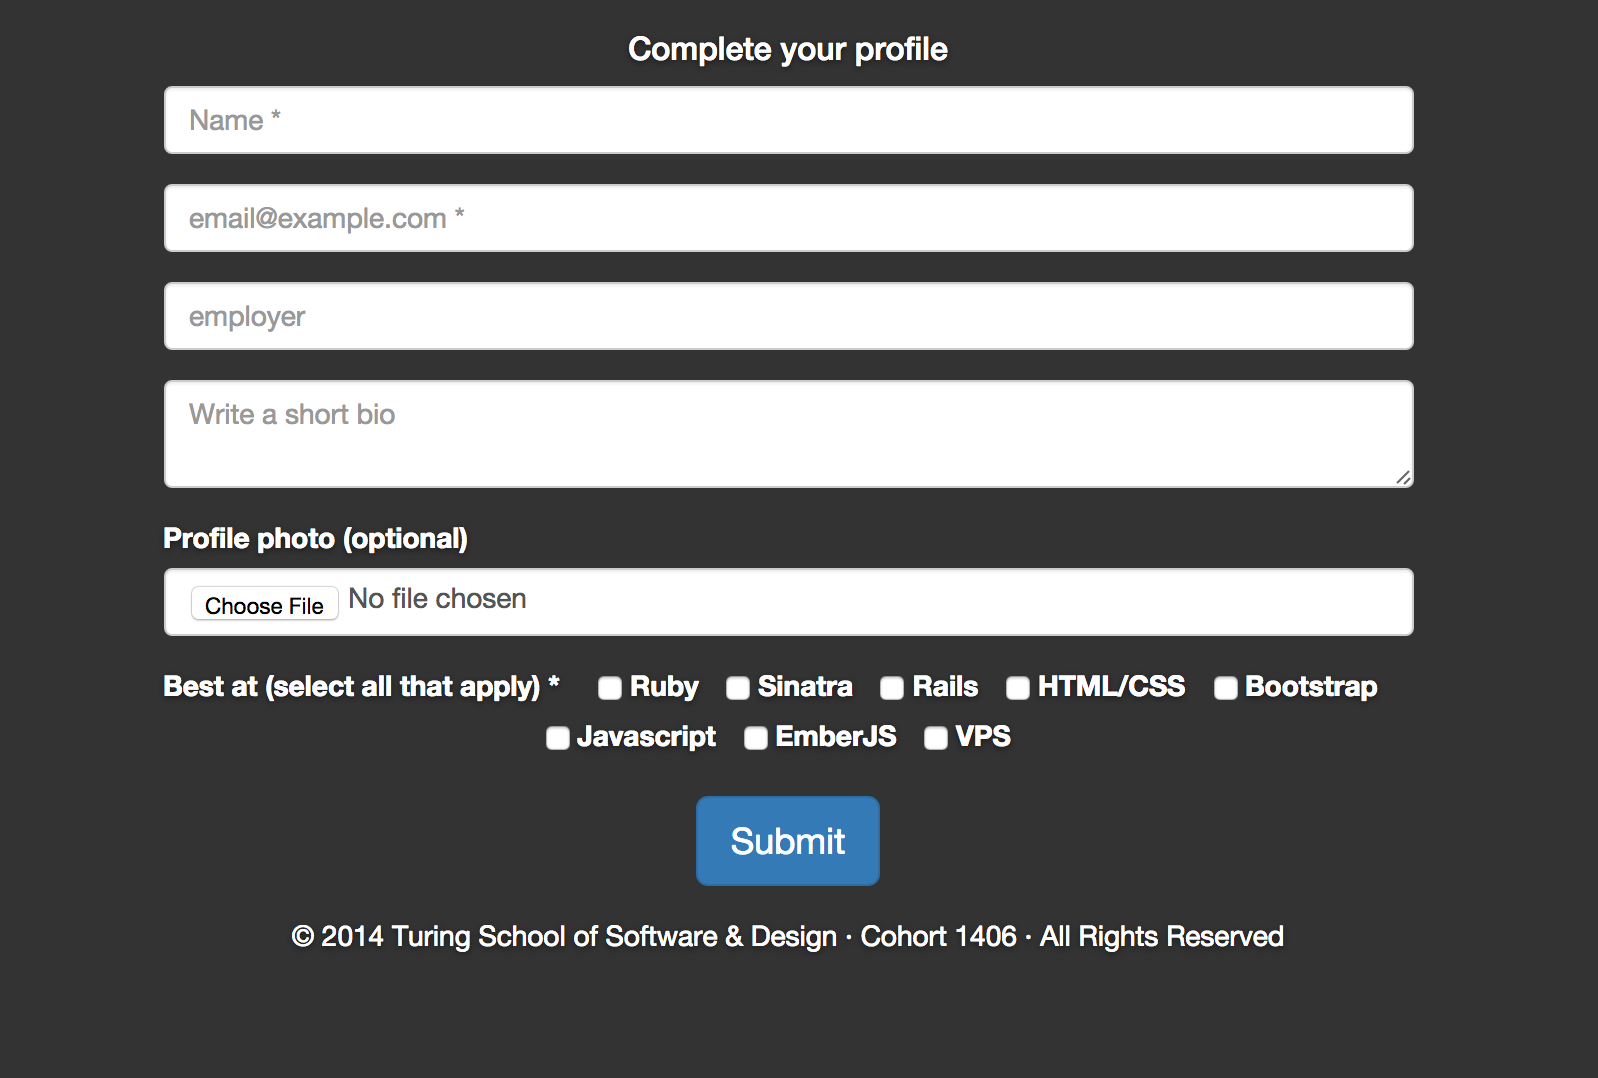 Complete your profile
Name *
email@example.com *
employer
Write a short bio
Profile photo (optional)
Choose File No file chosen
Best at (select all that apply) * Ruby Sinatra Rails HTML/CSS Bootstrap
Javascript EmberJS VPS
Submit
© 2014 Turing School of Software & Design · Cohort 1406 · All Rights Reserved